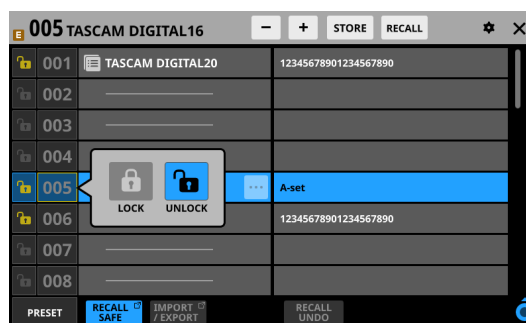 E 005 TASCAM DIGITAL16 − + STORE RECALL
001 TASCAM DIGITAL20 12345678901234567890
002
003
004
005 ... A-set
LOCK UNLOCK
006 12345678901234567890
007
008
PRESET RECALL SAFE IMPORT / EXPORT RECALL UNDO